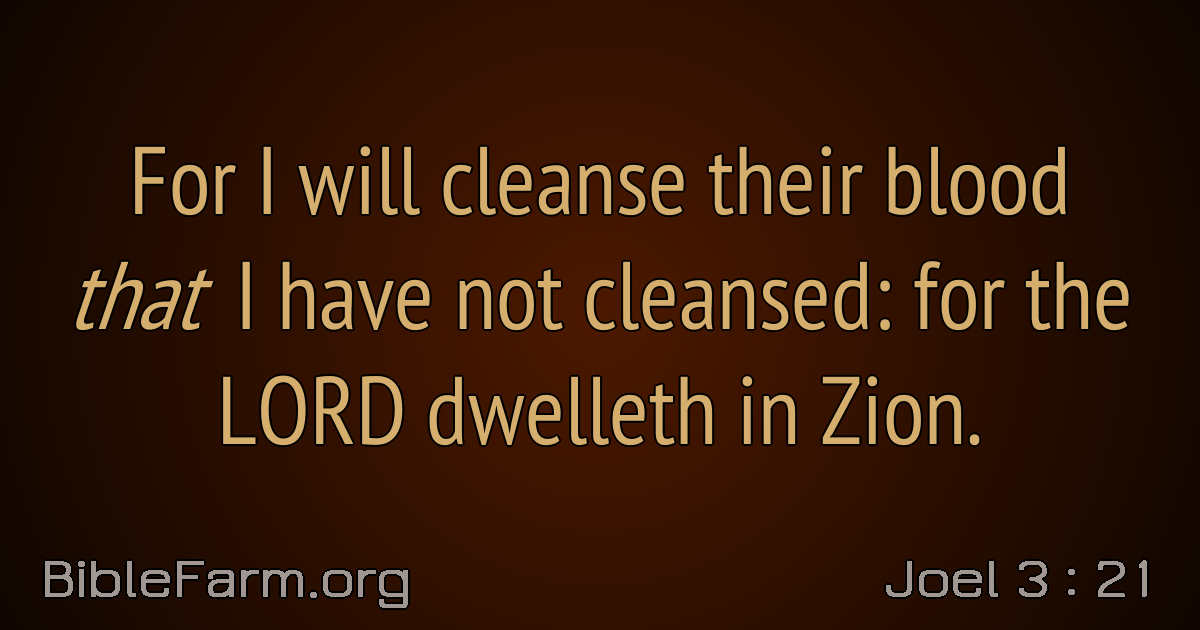 For I will cleanse their blood
that I have not cleansed: for the
LORD dwelleth in Zion.
BibleFarm.org
Joel 3 : 21